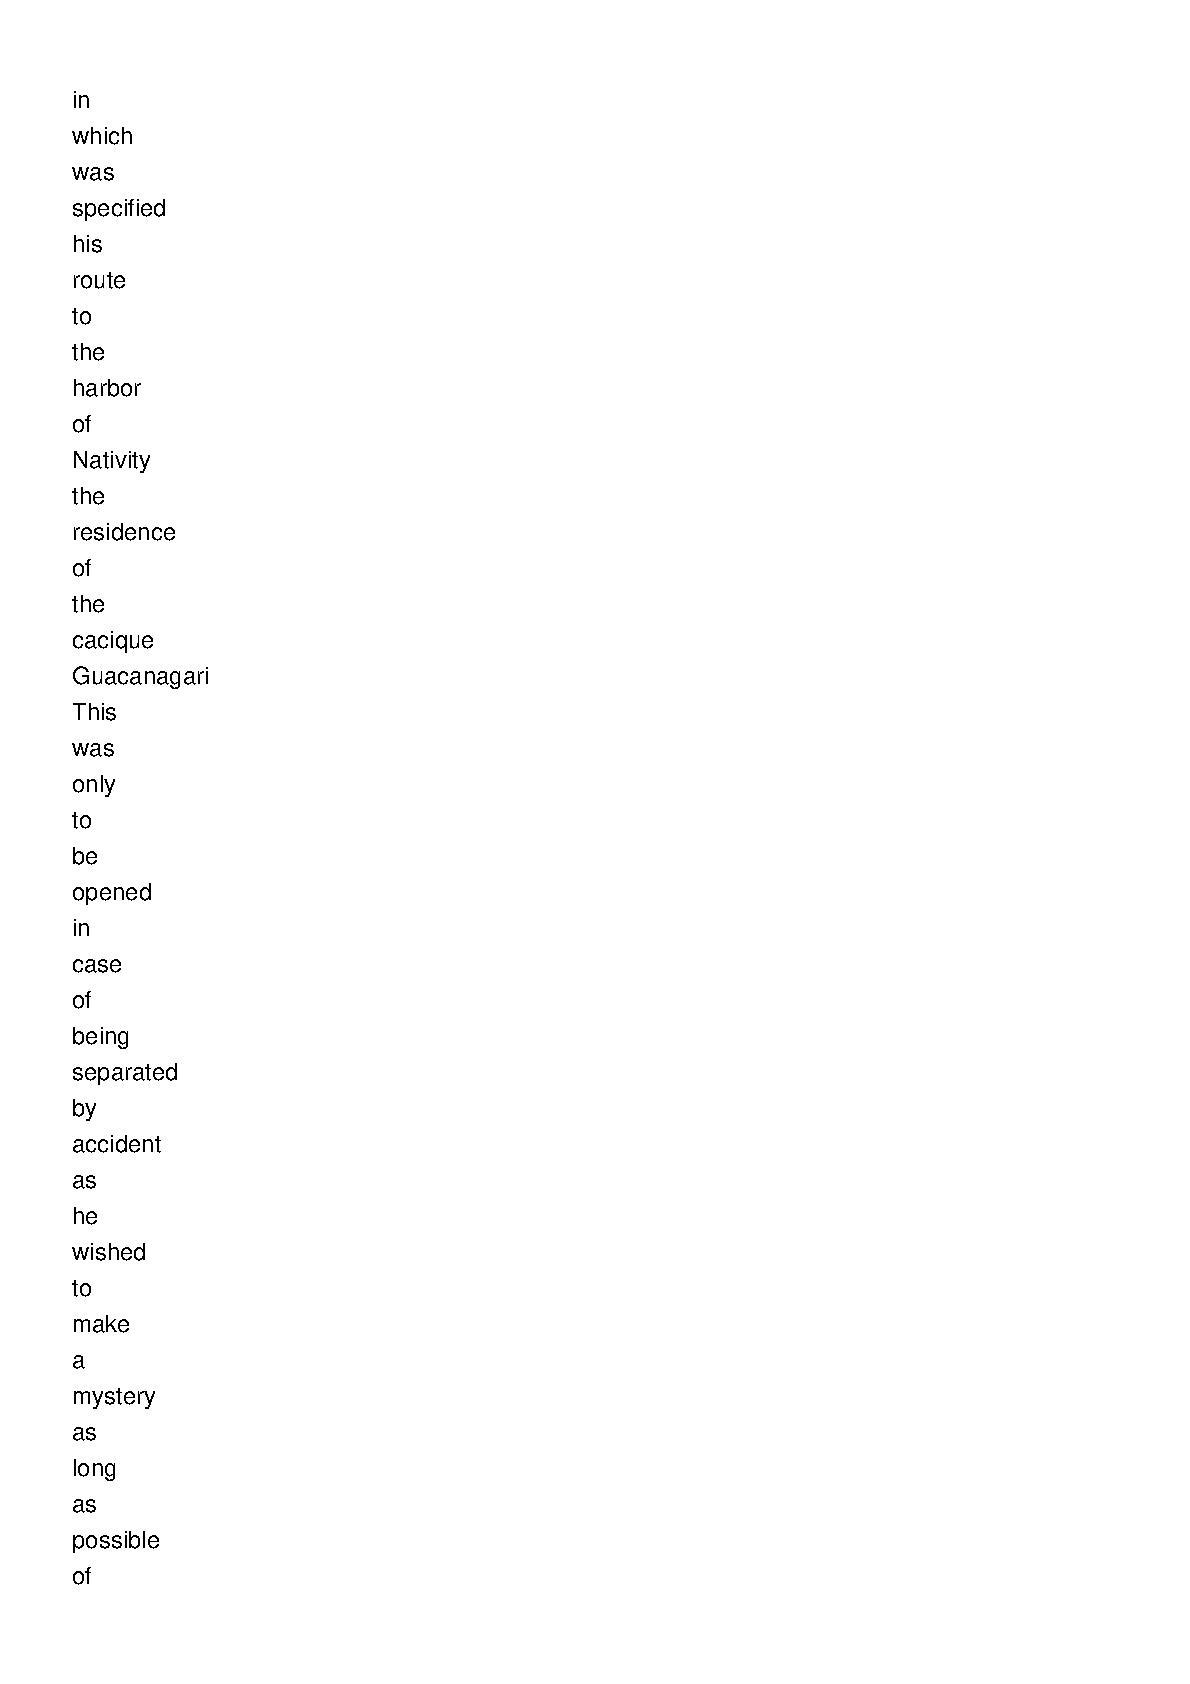 in
which
was
specified
his
route
to
the
harbor
of
Nativity
the
residence
of
the
cacique
Guacanagari
This
was
only
to
be
opened
in
case
of
being
separated
by
accident
as
he
wished
to
make
a
mystery
as
long
as
possible
of